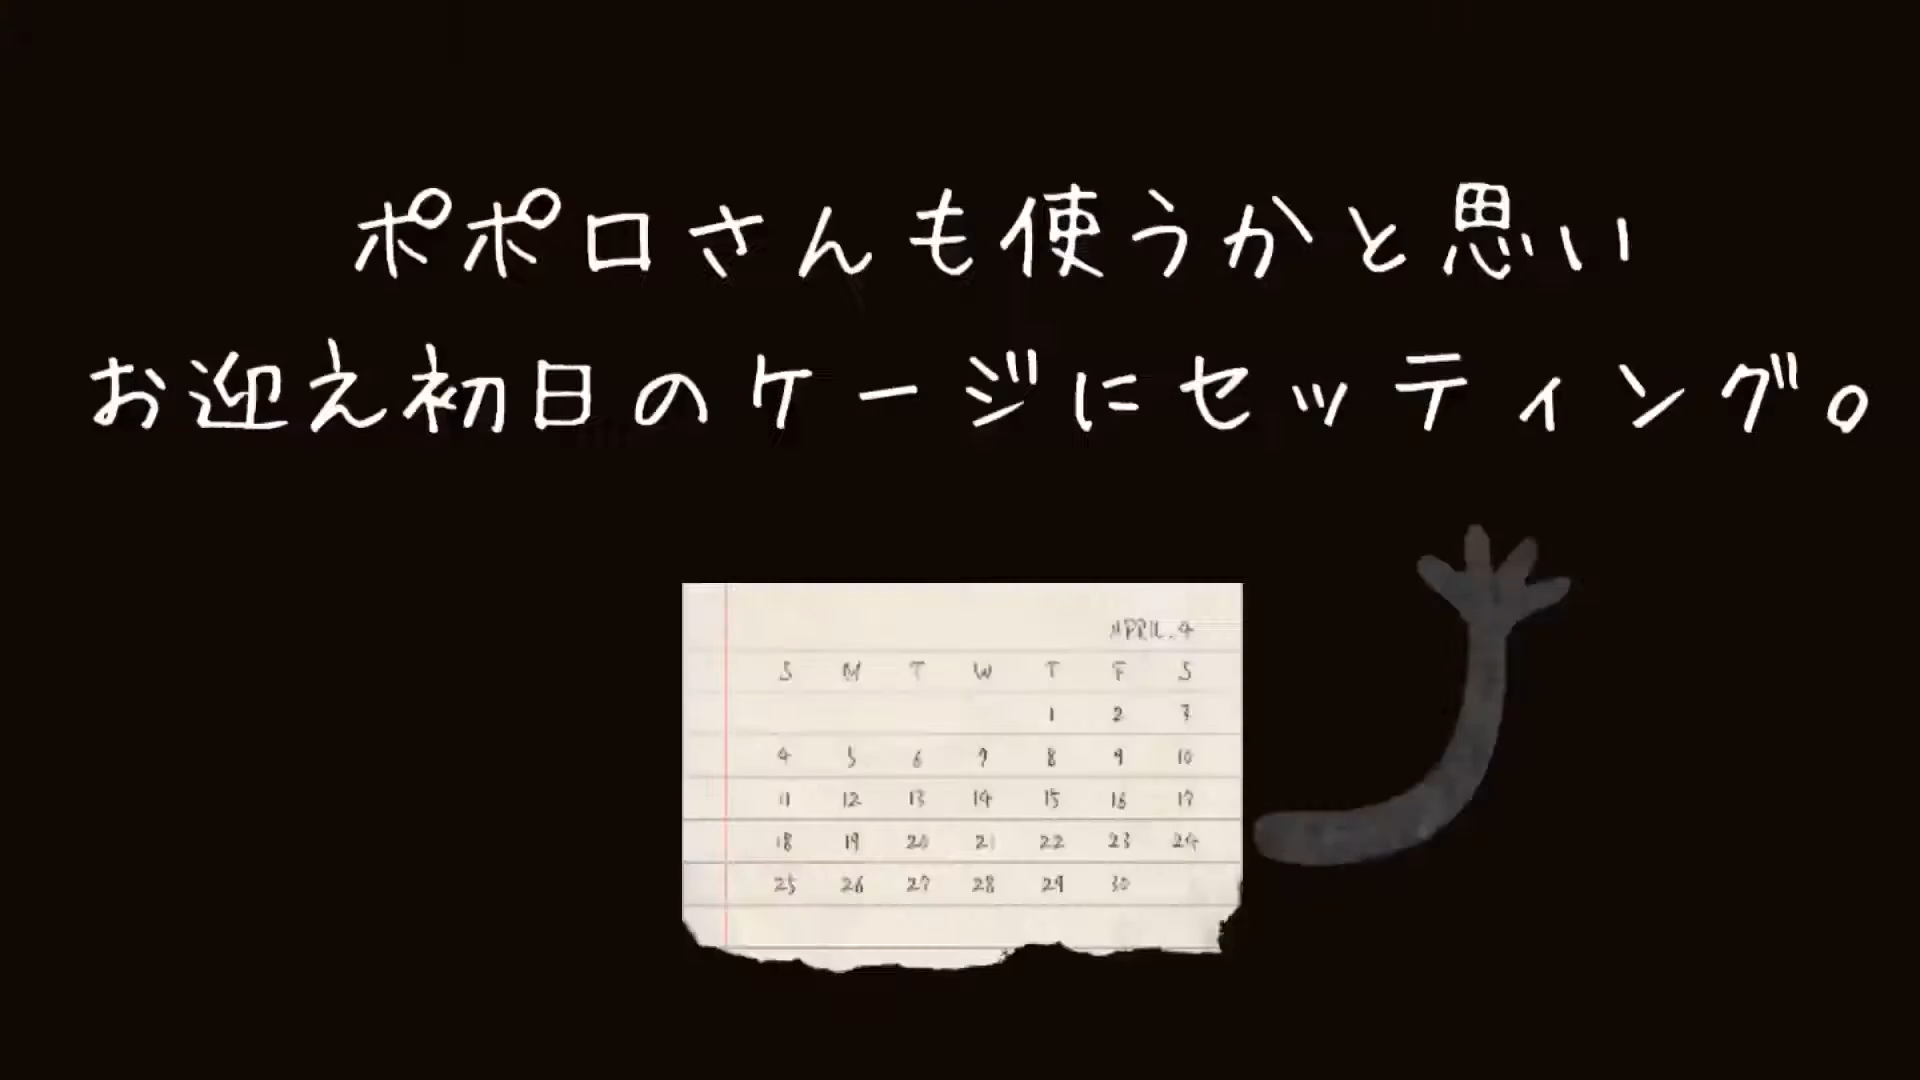 ポポロさんも使うかと思い
お迎え初日のケージにセッティング。
APRIL.4
S M T W T F S
1 2 3
4 5 6 7 8 9 10
11 12 13 14 15 16 17
18 19 20 21 22 23 24
25 26 27 28 29 30